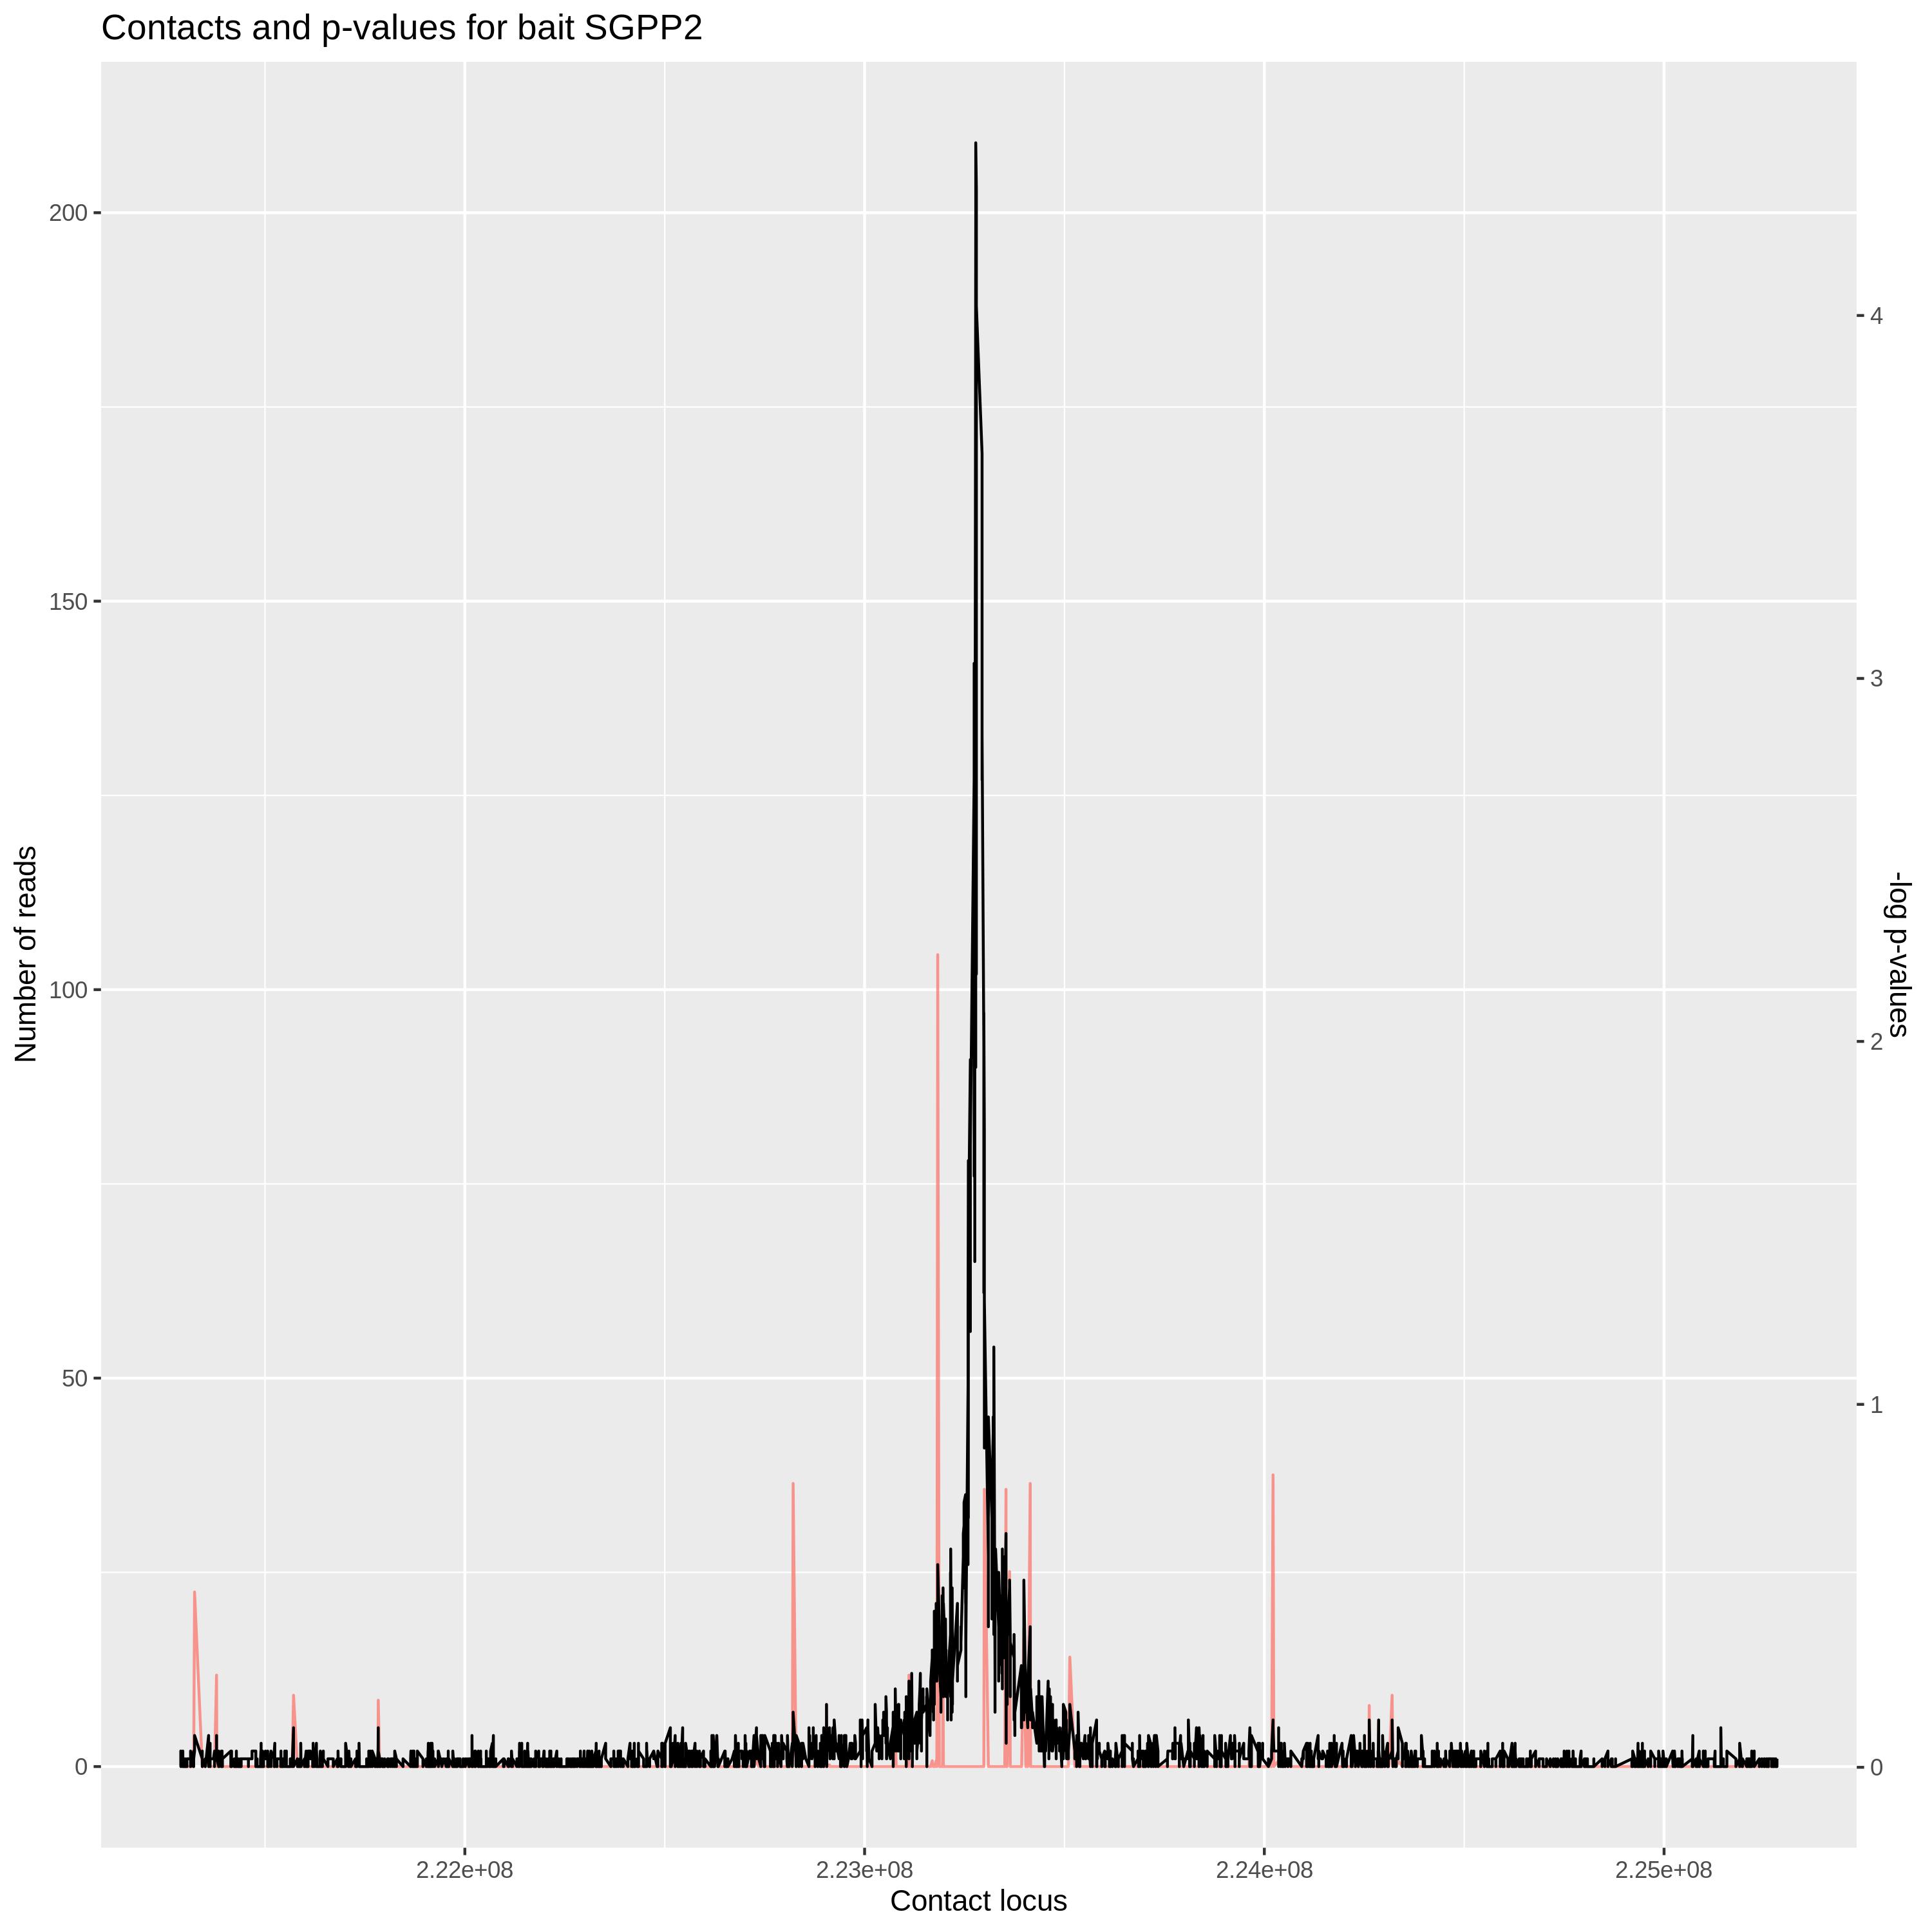 Contacts and p-values for bait SGPP2
200
150
100
50
0
Number of reads
4
3
2
1
0
-log p-values
2.22e+08
2.23e+08
2.24e+08
2.25e+08
Contact locus